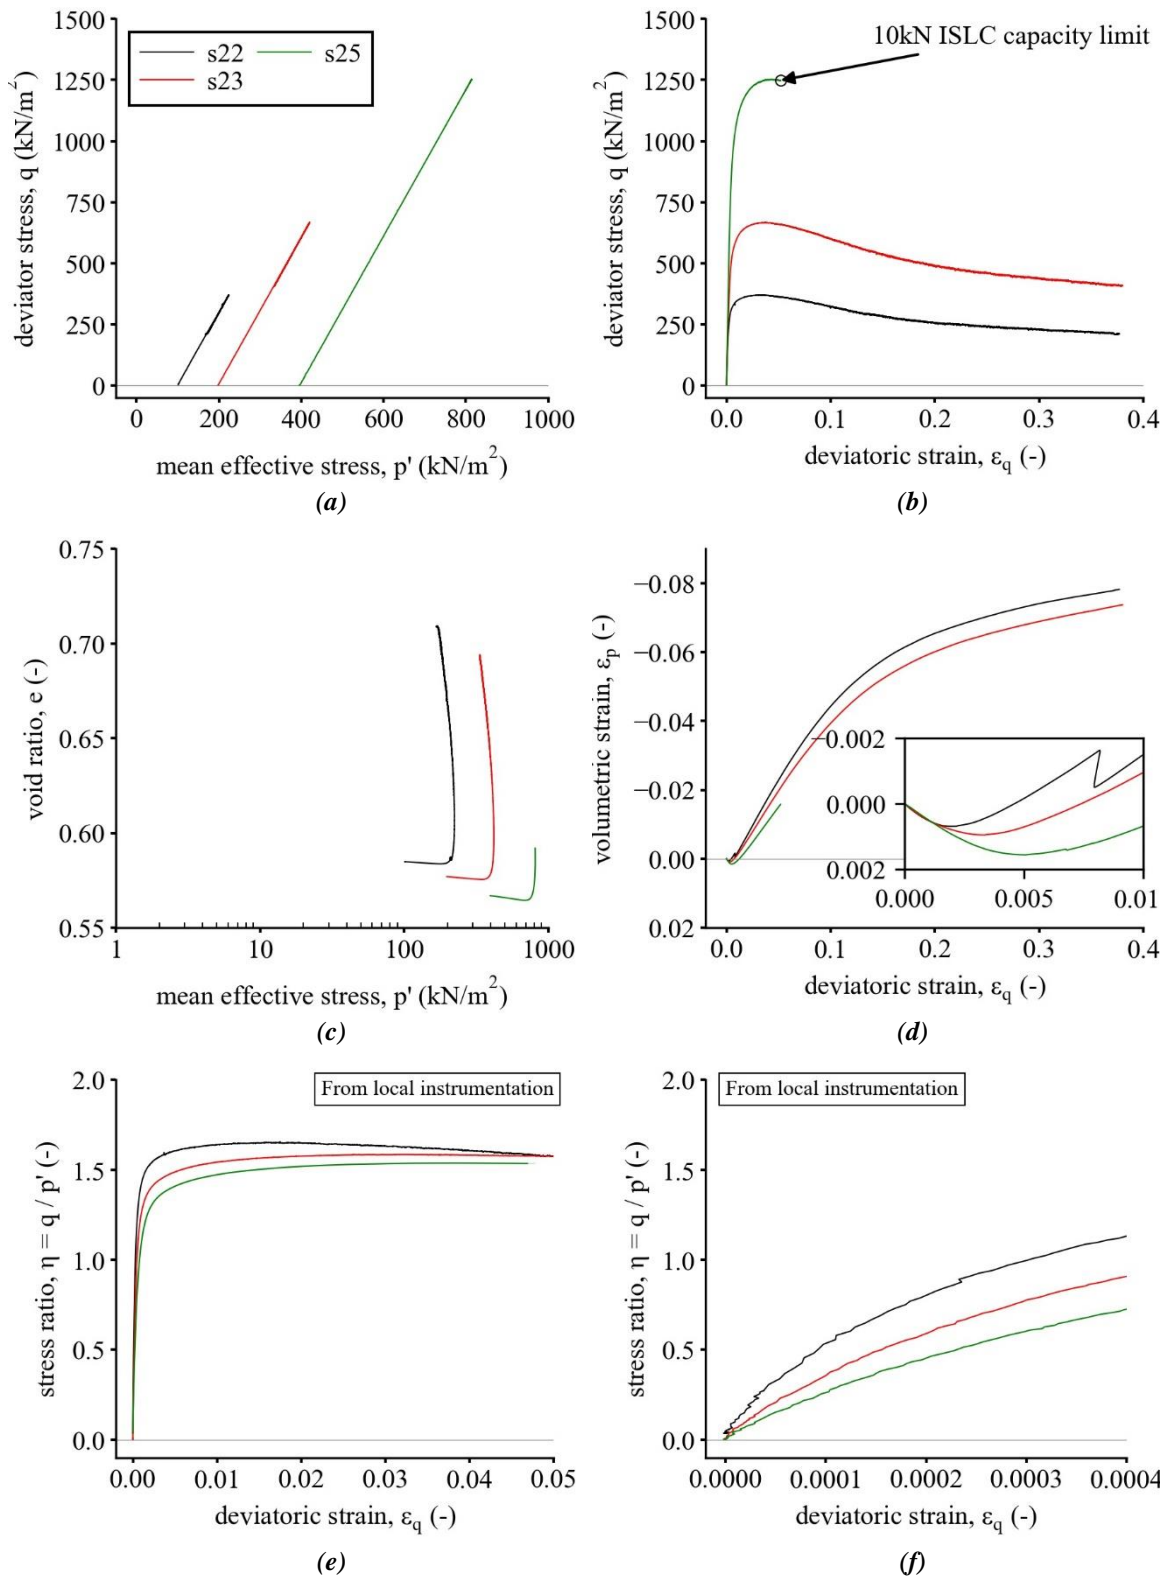 1500
1250
1000
750
500
250
0
deviator stress, q (kN/m²)
s22
s25
s23
0 200 400 600 800 1000
mean effective stress, p' (kN/m²)
(a)
1500
1250
1000
750
500
250
0
deviator stress, q (kN/m²)
10kN ISLC capacity limit
0.0 0.1 0.2 0.3 0.4
deviatoric strain, εq (-)
(b)
0.75
0.70
0.65
0.60
0.55
void ratio, e (-)
1 10 100 1000
mean effective stress, p' (kN/m²)
(c)
−0.08
−0.06
−0.04
−0.02
0.00
0.02
volumetric strain, εp (-)
−0.002
0.000
0.002
0.000 0.005 0.01
0.0 0.1 0.2 0.3 0.4
deviatoric strain, εq (-)
(d)
2.0
1.5
1.0
0.5
0.0
stress ratio, η = q / p' (-)
From local instrumentation
0.00 0.01 0.02 0.03 0.04 0.05
deviatoric strain, εq (-)
(e)
2.0
1.5
1.0
0.5
0.0
stress ratio, η = q / p' (-)
From local instrumentation
0.0000 0.0001 0.0002 0.0003 0.0004
deviatoric strain, εq (-)
(f)